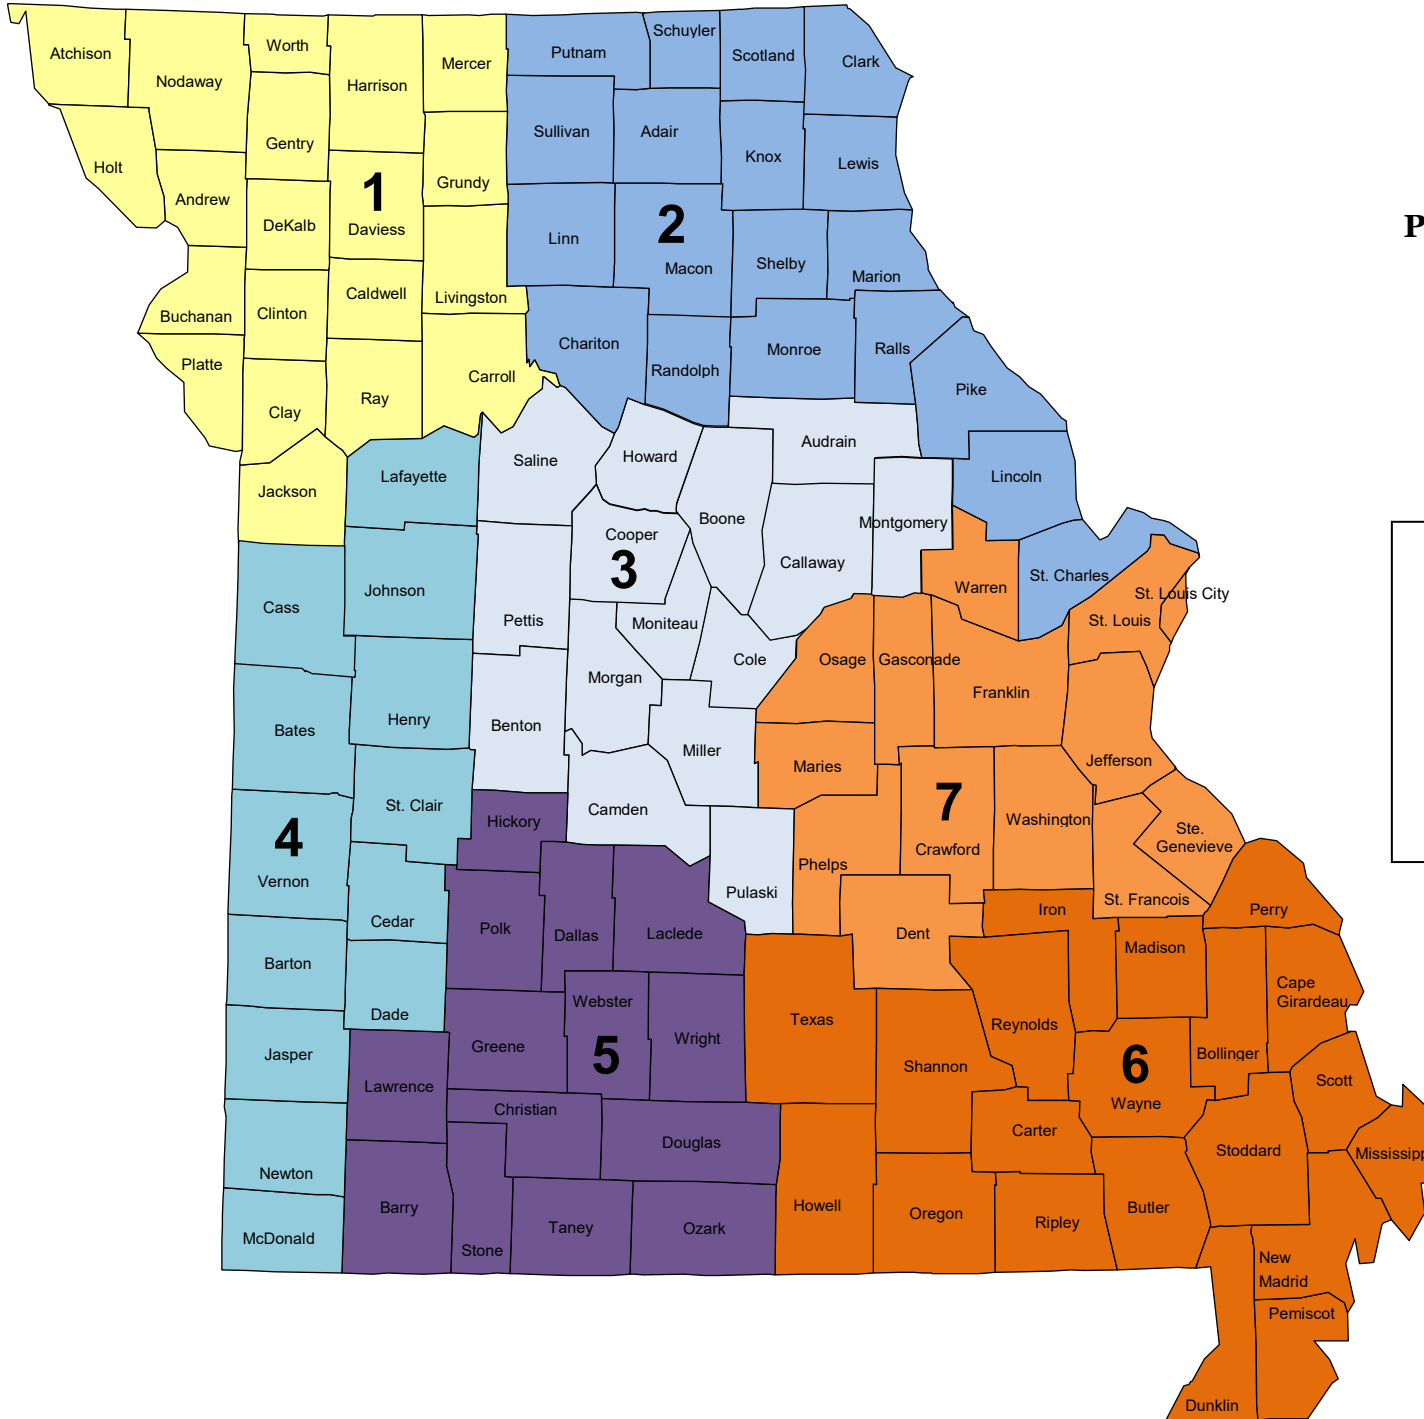 Atchison
Nodaway
Worth
Harrison
Mercer
Putnam
Schuyler
Scotland
Clark
Holt
Andrew
Gentry
DeKalb
1
Daviess
Grundy
Sullivan
Adair
Knox
Lewis
P
Buchanan
Clinton
Caldwell
Livingston
Linn
2
Macon
Shelby
Marion
Platte
Clay
Ray
Carroll
Chariton
Randolph
Monroe
Ralls
Pike
Jackson
Lafayette
Saline
Howard
Boone
Audrain
Montgomery
Lincoln
Cass
Johnson
Pettis
Cooper
3
Moniteau
Callaway
Cole
Warren
St. Charles
St. Louis City
St. Louis
Bates
Henry
Benton
Morgan
Miller
Osage
Gasconade
Franklin
Jefferson
4
Vernon
St. Clair
Hickory
Camden
Pulaski
Maries
Phelps
7
Crawford
Washington
Ste.
Genevieve
St. Francois
Cedar
Polk
Dallas
Laclede
Dent
Iron
Madison
Perry
Barton
Dade
Greene
Webster
5
Wright
Texas
Shannon
Reynolds
6
Wayne
Bollinger
Cape
Girardeau
Scott
Jasper
Lawrence
Christian
Douglas
Carter
Stoddard
Mississipp
Newton
McDonald
Barry
Stone
Taney
Ozark
Howell
Oregon
Ripley
Butler
New
Madrid
Pemiscot
Dunklin